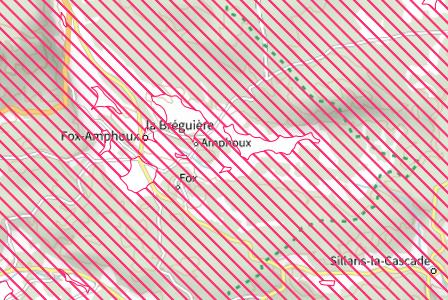 la Bréguière
Fox-Amphoux
Amphoux
Fox
Sillans-la-Cascade